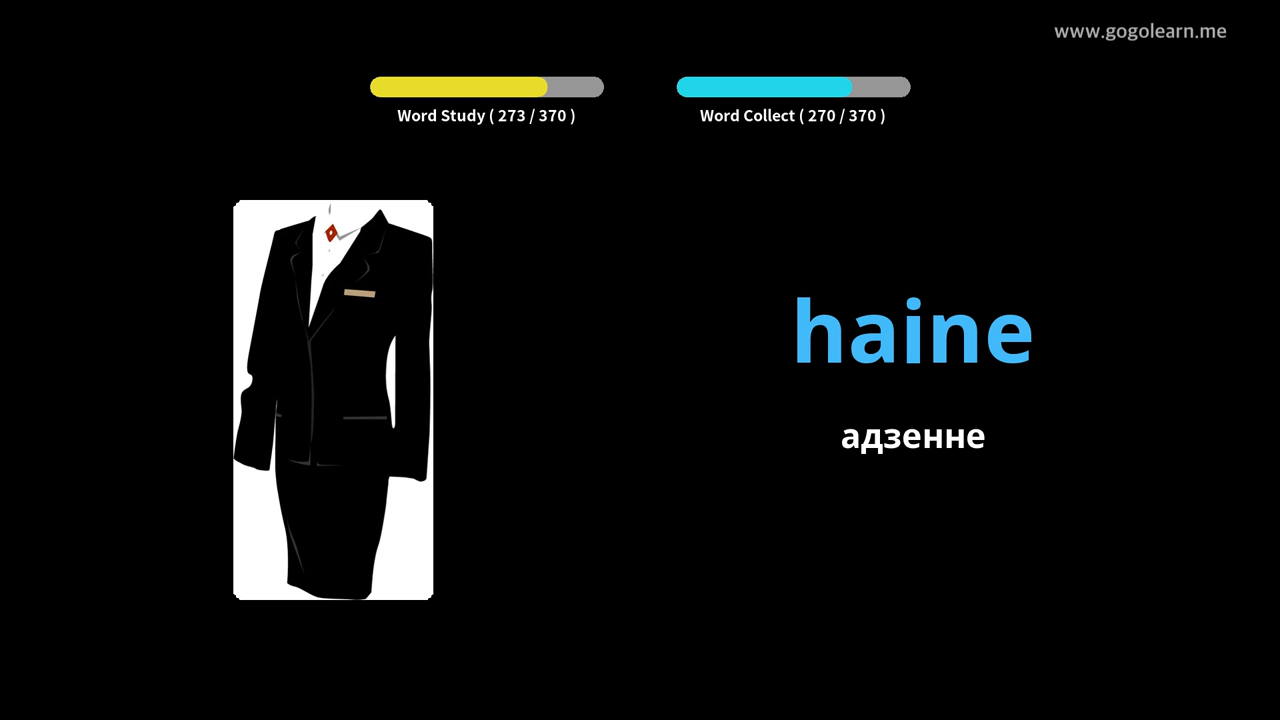 www.gogolearn.me
Word Study ( 273 / 370 )
Word Collect ( 270 / 370 )
haine
адзенне